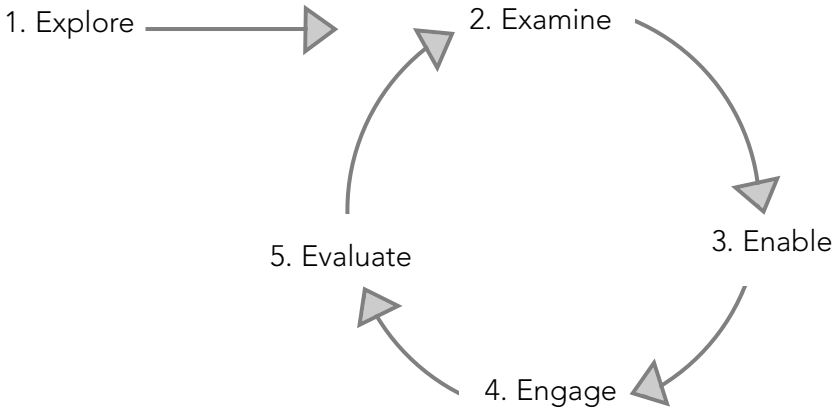 1. Explore
2. Examine
3. Enable
4. Engage
5. Evaluate